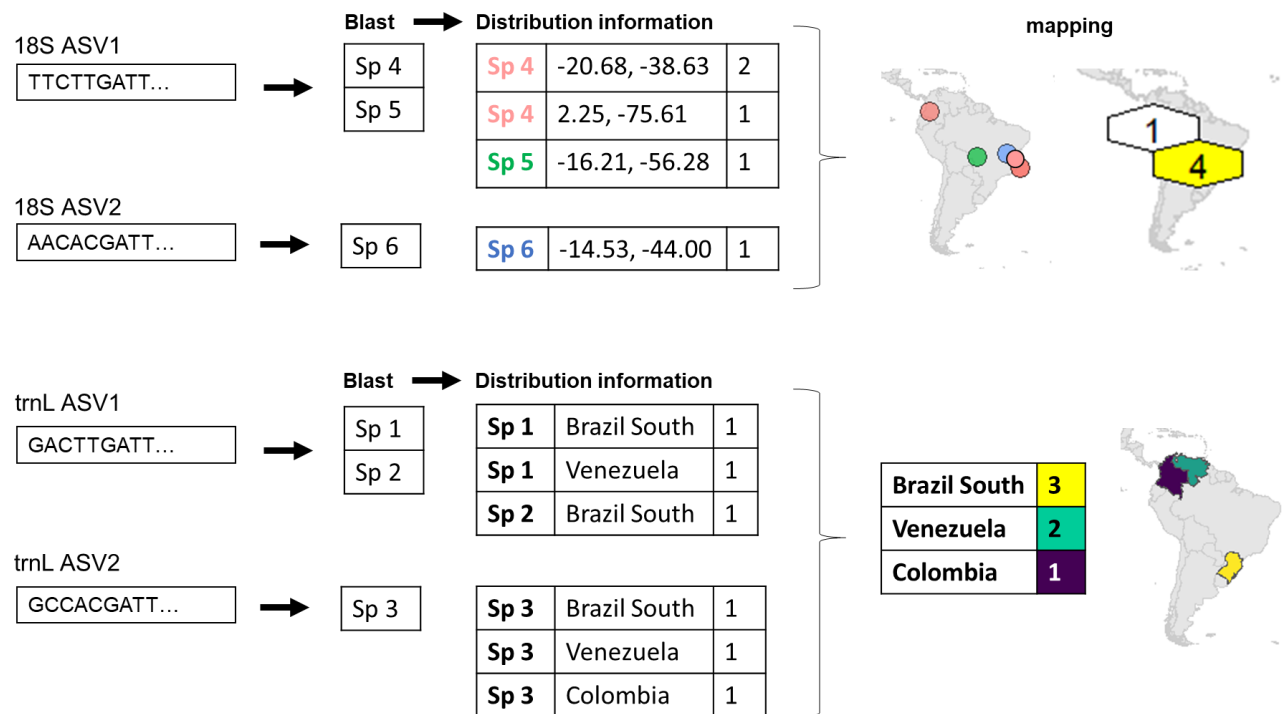 Blast
Distribution information
mapping
18S ASV1
TTCTTGATT...
Sp 4
Sp 5
Sp 4 -20.68, -38.63 2
Sp 4 2.25, -75.61 1
Sp 5 -16.21, -56.28 1
1
4
18S ASV2
AACACGATT...
Sp 6
Sp 6 -14.53, -44.00 1
Blast
Distribution information
trnL ASV1
GACTTGATT...
Sp 1
Sp 2
Sp 1 Brazil South 1
Sp 1 Venezuela 1
Sp 2 Brazil South 1
Brazil South 3
Venezuela 2
Colombia 1
trnL ASV2
GCCACGATT...
Sp 3
Sp 3 Brazil South 1
Sp 3 Venezuela 1
Sp 3 Colombia 1